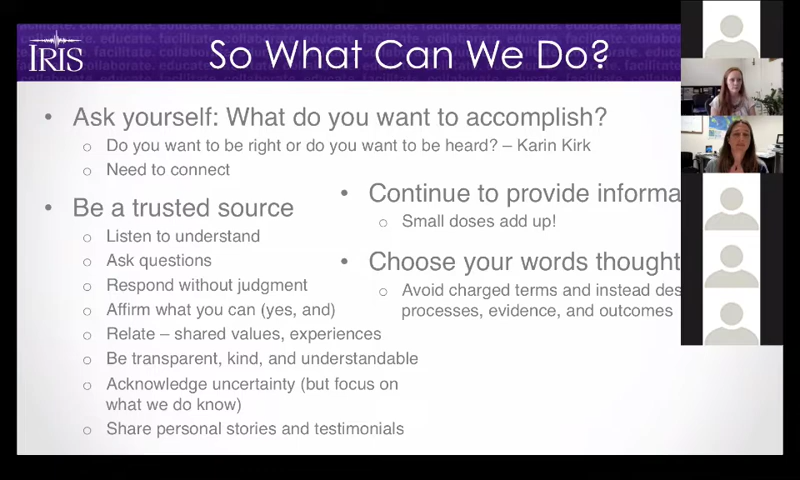 IRIS
So What Can We Do?
• Ask yourself: What do you want to accomplish?
o Do you want to be right or do you want to be heard? – Karin Kirk
o Need to connect
• Be a trusted source
o Listen to understand
o Ask questions
o Respond without judgment
o Affirm what you can (yes, and)
o Relate – shared values, experiences
o Be transparent, kind, and understandable
o Acknowledge uncertainty (but focus on
what we do know)
o Share personal stories and testimonials
• Continue to provide informa
o Small doses add up!
• Choose your words thought
o Avoid charged terms and instead des
processes, evidence, and outcomes